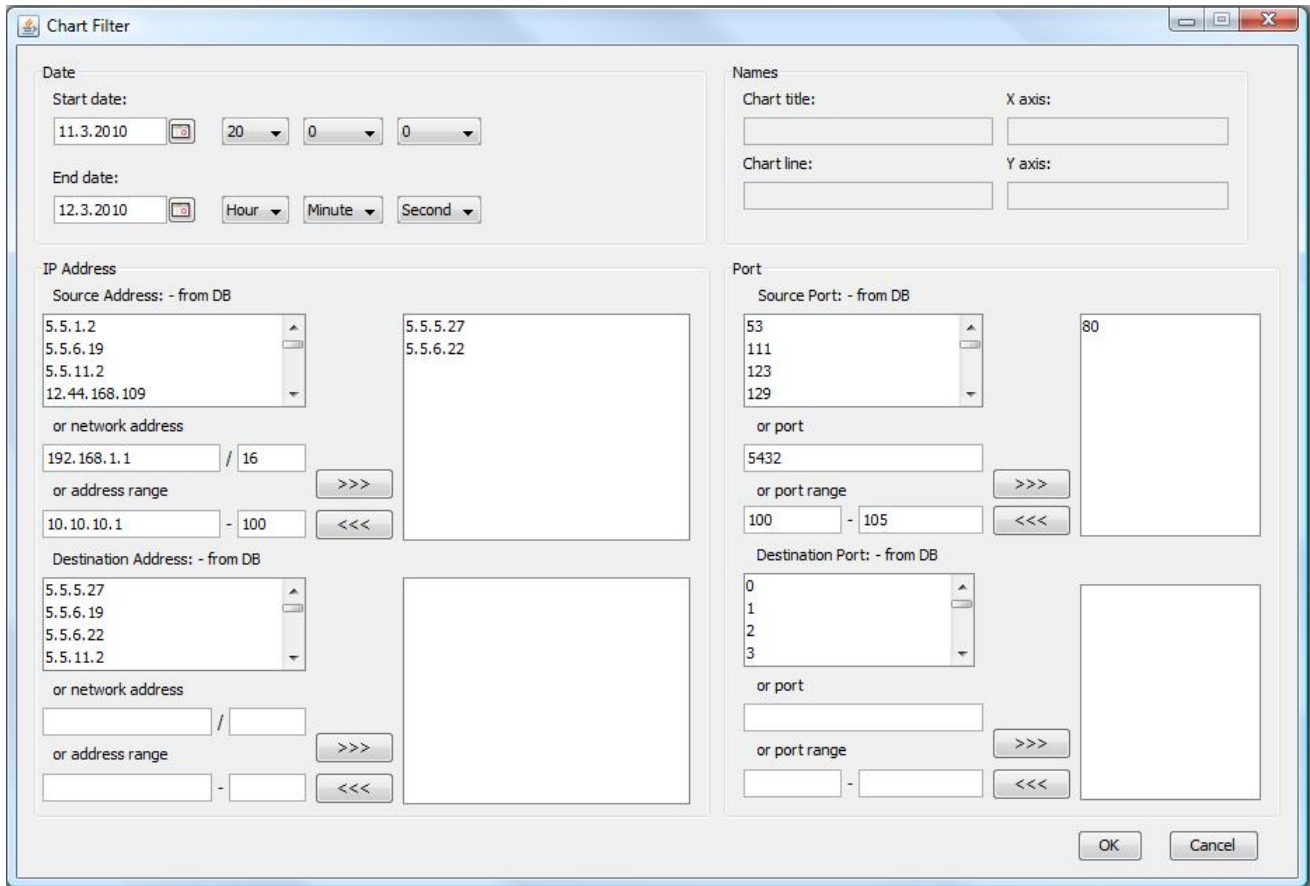 Chart Filter
Date
Start date:
11.3.2010 20 0 0
End date:
12.3.2010 Hour Minute Second
Names
Chart title: X axis:
Chart line: Y axis:
IP Address
Source Address: - from DB
5.5.1.2
5.5.6.19
5.5.11.2
12.44.168.109
or network address
192.168.1.1 / 16
or address range
10.10.10.1 - 100
>>>
<<<
5.5.5.27
5.5.6.22
Destination Address: - from DB
5.5.5.27
5.5.6.19
5.5.6.22
5.5.11.2
or network address
/
or address range
-
>>>
<<<
Port
Source Port: - from DB
53
111
123
129
or port
5432
or port range
100 - 105
>>>
<<<
80
Destination Port: - from DB
0
1
2
3
or port
or port range
-
>>>
<<<
OK Cancel